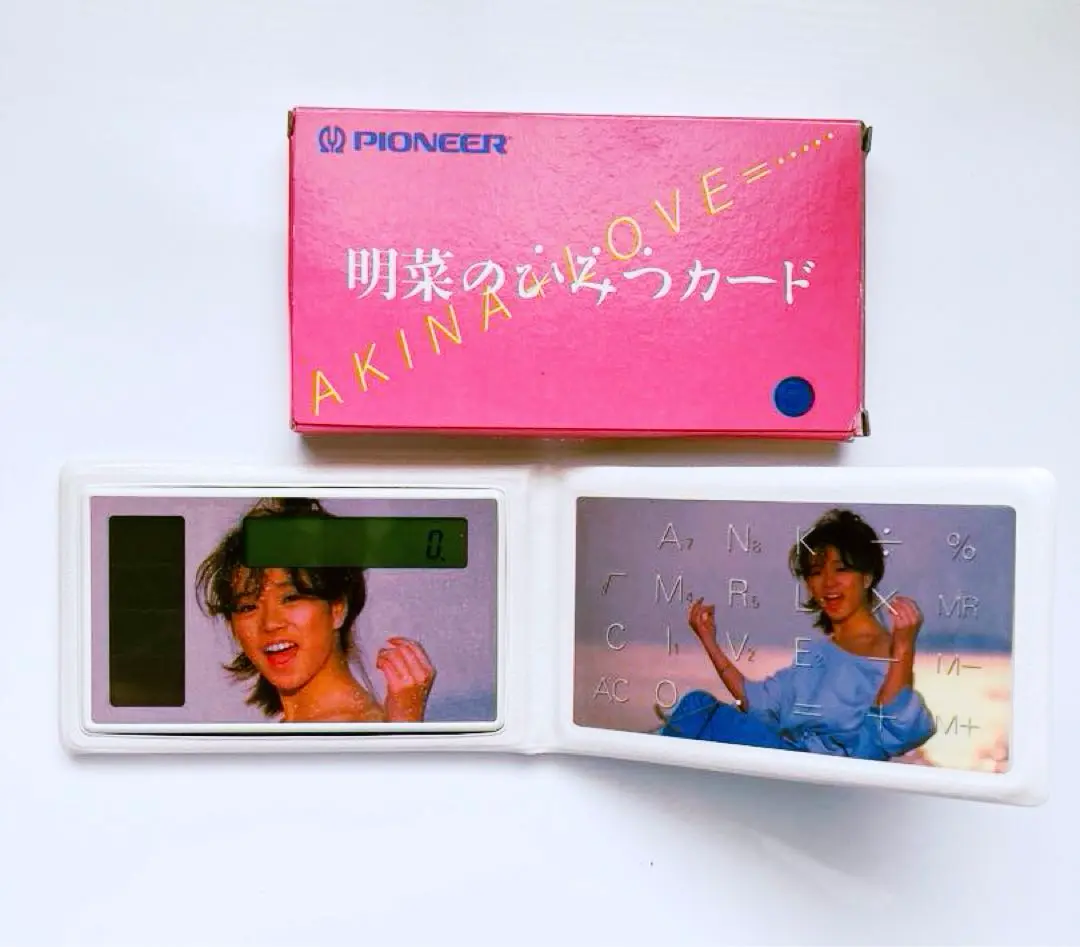 PIONEER
AKINA + LOVE=·····
明菜のひみつカード
0.
A7 N8 K ÷ %
√ M4 R5 L × MR
C I1 V2 E3 − M−
AC O · = + M+